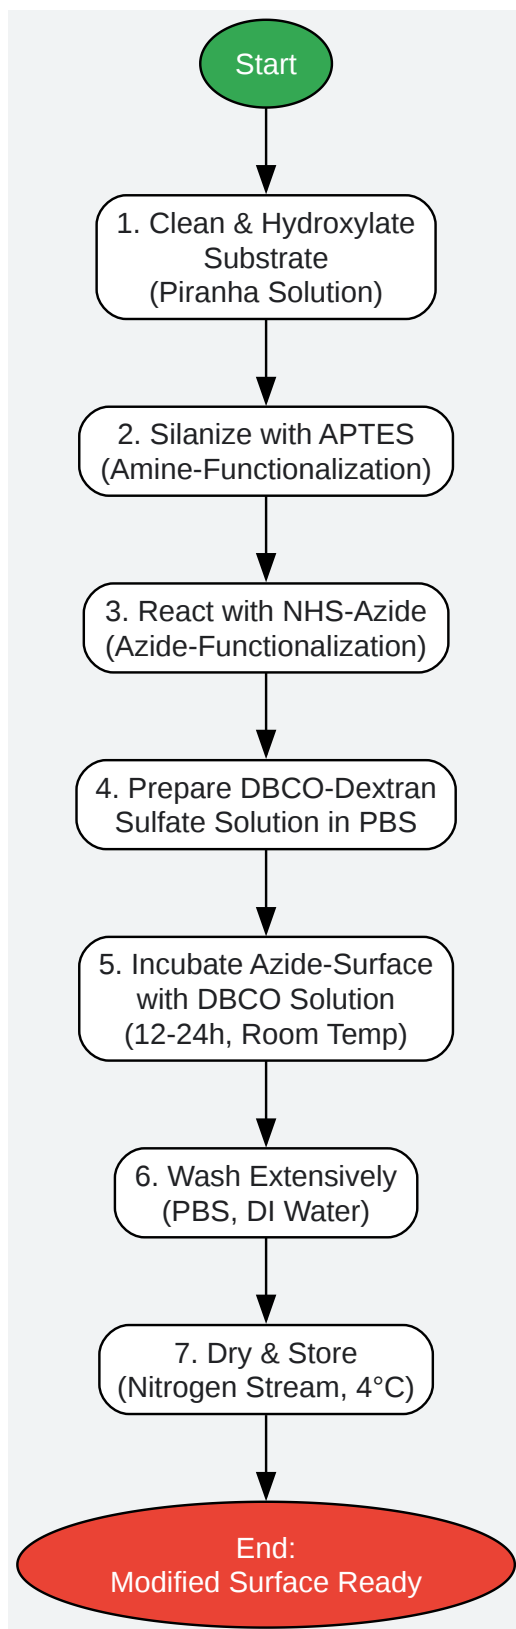 Start
1. Clean & Hydroxylate
Substrate
(Piranha Solution)
2. Silanize with APTES
(Amine-Functionalization)
3. React with NHS-Azide
(Azide-Functionalization)
4. Prepare DBCO-Dextran
Sulfate Solution in PBS
5. Incubate Azide-Surface
with DBCO Solution
(12-24h, Room Temp)
6. Wash Extensively
(PBS, DI Water)
7. Dry & Store
(Nitrogen Stream, 4°C)
End:
Modified Surface Ready